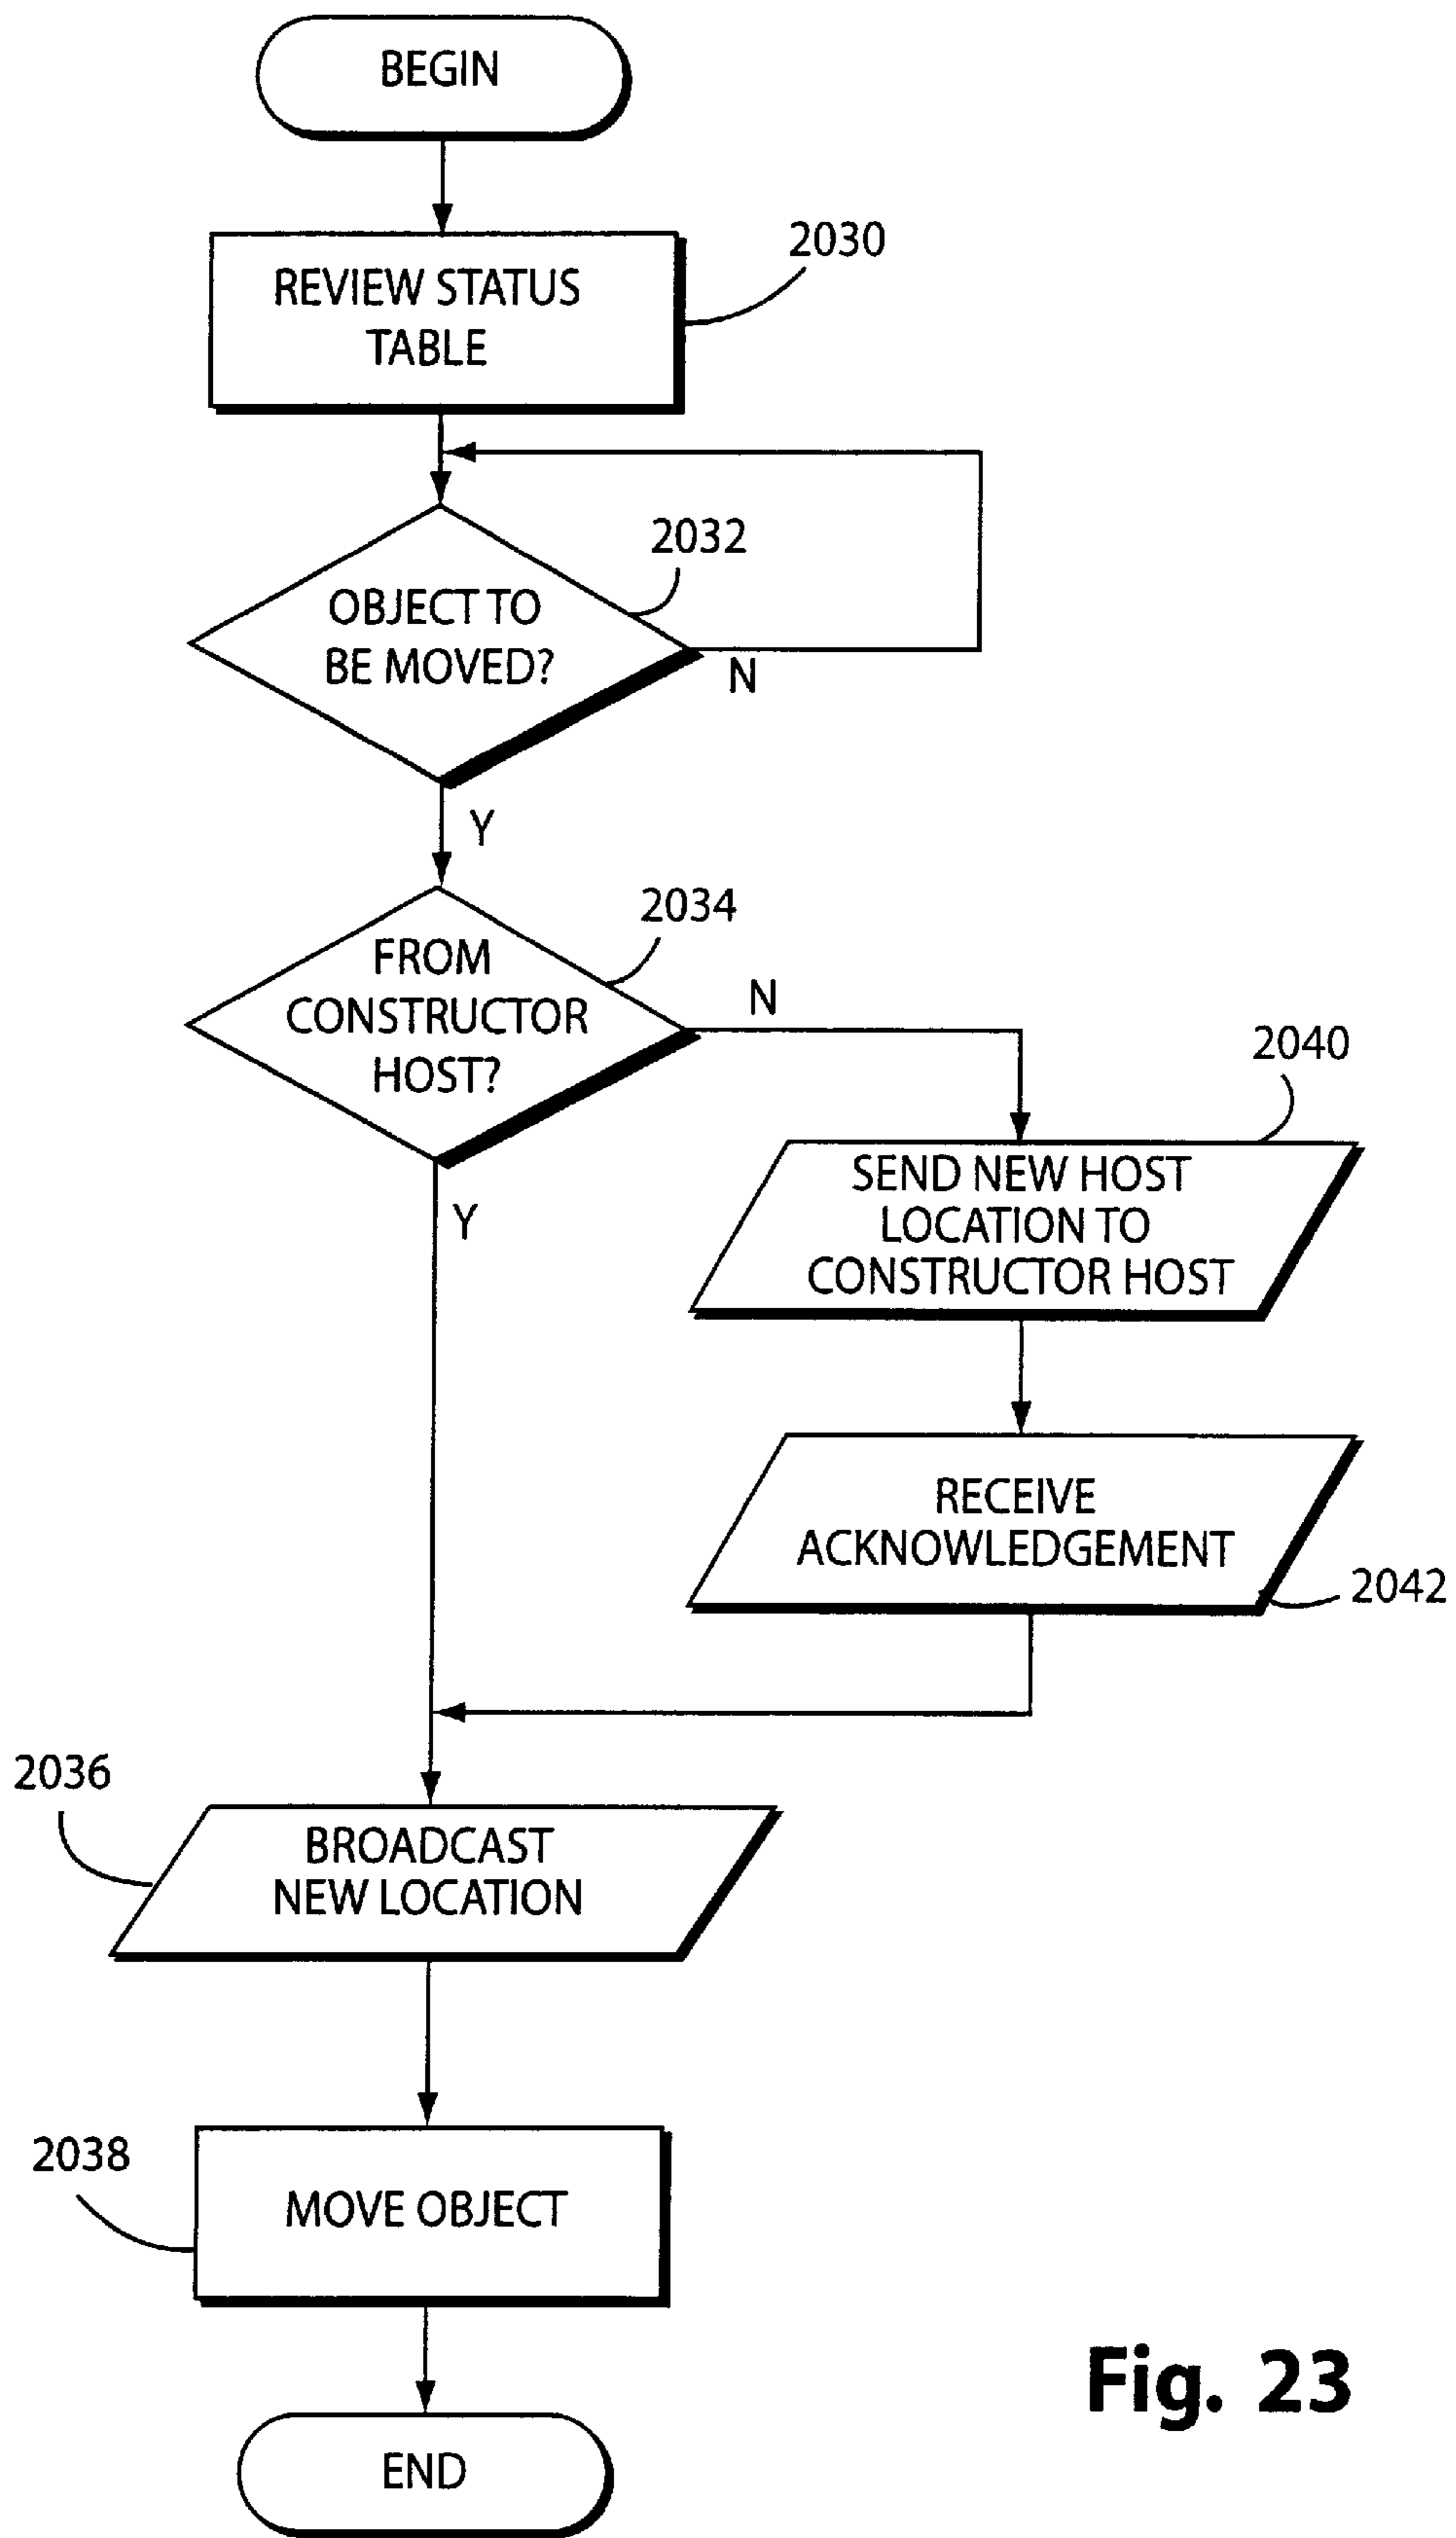 BEGIN
2030
REVIEW STATUS
TABLE
2032
OBJECT TO
BE MOVED?
N
Y
2034
FROM
CONSTRUCTOR
HOST?
N
Y
2040
SEND NEW HOST
LOCATION TO
CONSTRUCTOR HOST
RECEIVE
ACKNOWLEDGEMENT
2042
2036
BROADCAST
NEW LOCATION
2038
MOVE OBJECT
END
Fig. 23